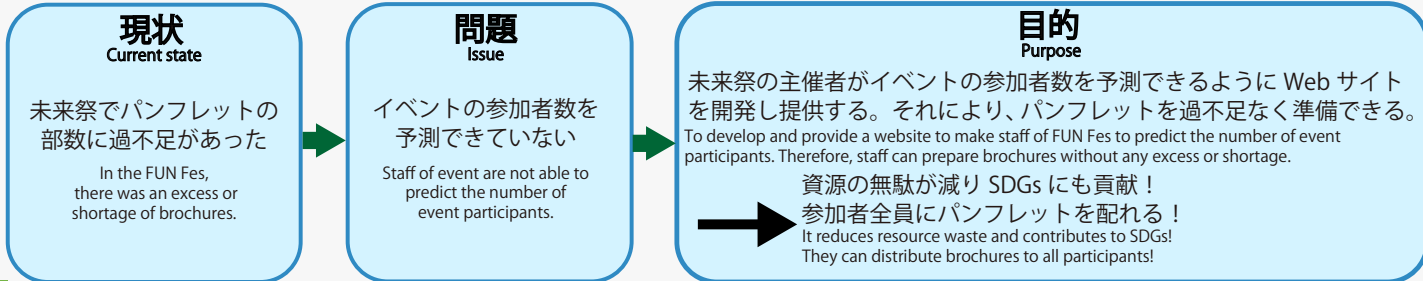 現状
Current state
未来祭でパンフレットの
部数に過不足があった
In the FUN Fes,
there was an excess or
shortage of brochures.
問題
Issue
イベントの参加者数を
予測できていない
Staff of event are not able to
predict the number of
event participants.
目的
Purpose
未来祭の主催者がイベントの参加者数を予測できるように Web サイト
を開発し提供する。それにより、パンフレットを過不足なく準備できる。
To develop and provide a website to make staff of FUN Fes to predict the number of event
participants. Therefore, staff can prepare brochures without any excess or shortage.
資源の無駄が減り SDGs にも貢献！
参加者全員にパンフレットを配れる！
It reduces resource waste and contributes to SDGs!
They can distribute brochures to all participants!